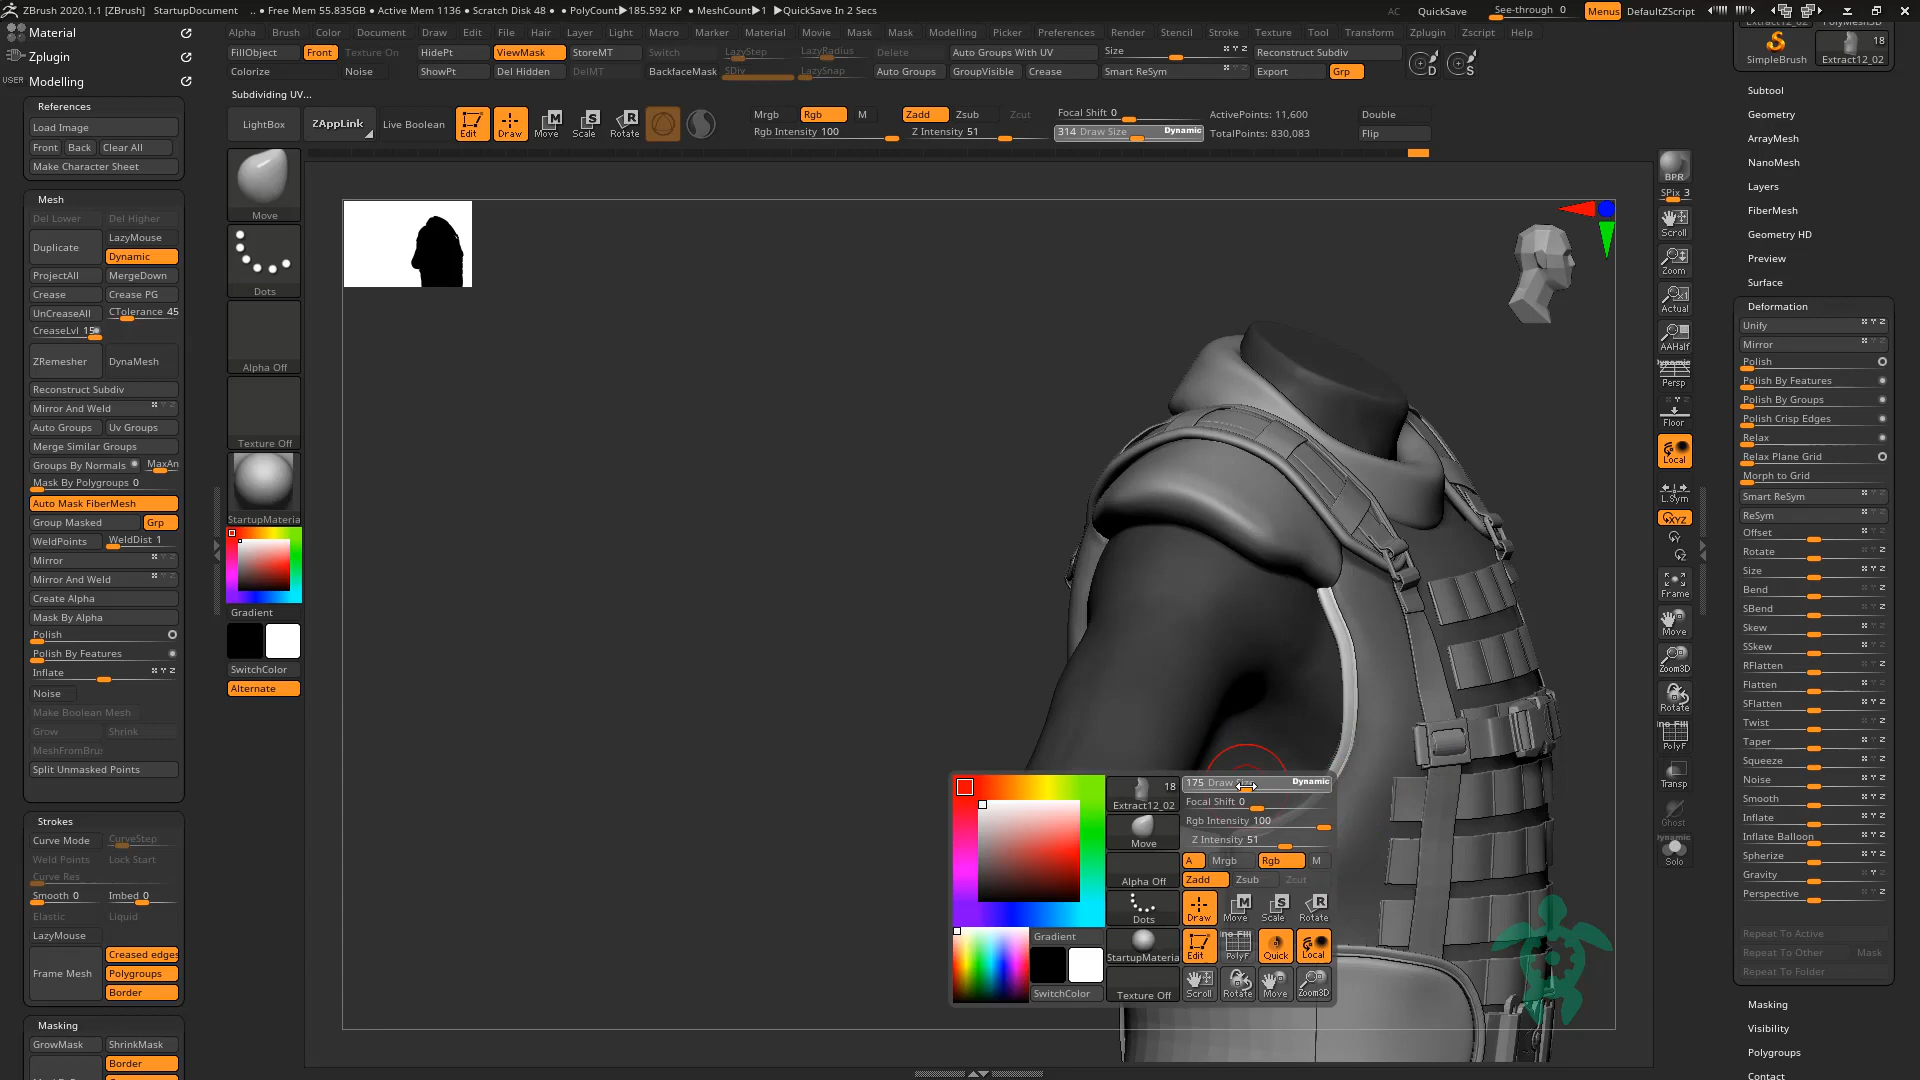 ZBrush 2020.1.1 [ZBrush] StartupDocument .. • Free Mem 55.835GB • Active Mem 1136 • Scratch Disk 48 • • PolyCount▶185.592 KP • MeshCount▶1 ▶QuickSave In 2 Secs AC QuickSave See-through 0 Menus DefaultZScript
Alpha Brush Color Document Draw Edit File Hair Layer Light Macro Marker Material Movie Mask Mask Modelling Picker Preferences Render Stencil Stroke Texture Tool Transform Zplugin Zscript Help
Material
Zplugin
USER Modelling
FillObject Front Texture On HidePt ViewMask StoreMT Switch LazyStep LazyRadius Delete Auto Groups With UV Size Reconstruct Subdiv
Colorize Noise ShowPt Del Hidden DelMT BackfaceMask SDiv LazySnap Auto Groups GroupVisible Crease Smart ReSym Export Grp
D S
Subdividing UV...
LightBox ZAppLink Live Boolean Edit Draw Move Scale Rotate
Mrgb Rgb M Zadd Zsub Zcut Focal Shift 0 ActivePoints: 11,600 Double
Rgb Intensity 100 Z Intensity 51 314 Draw Size Dynamic TotalPoints: 830,083 Flip
References
Load Image
Front Back Clear All
Make Character Sheet
Mesh
Del Lower Del Higher
Duplicate LazyMouse
Dynamic
ProjectAll MergeDown
Crease Crease PG
UnCreaseAll CTolerance 45
CreaseLvl 15
ZRemesher DynaMesh
Reconstruct Subdiv
Mirror And Weld
Auto Groups Uv Groups
Merge Similar Groups
Groups By Normals MaxAn
Mask By Polygroups 0
Auto Mask FiberMesh
Group Masked Grp
WeldPoints WeldDist 1
Mirror
Mirror And Weld
Create Alpha
Mask By Alpha
Polish
Polish By Features
Inflate
Noise
Make Boolean Mesh
Grow Shrink
MeshFromBru
Split Unmasked Points
Strokes
Curve Mode CurveStep
Weld Points Lock Start
Curve Res
Smooth 0 Imbed 0
Elastic Liquid
LazyMouse
Frame Mesh Creased edges
Polygroups
Border
Masking
GrowMask ShrinkMask
Border
Move
Dots
Alpha Off
Texture Off
StartupMateria
Gradient
SwitchColor
Alternate
175 Draw Size Dynamic
Focal Shift 0
Rgb Intensity 100
Z Intensity 51
A Mrgb Rgb M
Zadd Zsub Zcut
Draw Move Scale Rotate
Edit PolyF Quick Local
Scroll Rotate Move Zoom3D
18
Extract12_02
Move
Alpha Off
Dots
StartupMateria
Texture Off
Gradient
SwitchColor
BPR
SPix 3
Scroll
Zoom
Actual
AAHalf
Dynamic
Persp
Floor
Local
L.Sym
XYZ
Frame
Move
Zoom3D
Rotate
PolyF
Transp
Ghost
Dynamic
Solo
SimpleBrush
18
Extract12_02
Subtool
Geometry
ArrayMesh
NanoMesh
Layers
FiberMesh
Geometry HD
Preview
Surface
Deformation
Unify
Mirror
Polish
Polish By Features
Polish By Groups
Polish Crisp Edges
Relax
Relax Plane Grid
Morph to Grid
Smart ReSym
ReSym
Offset
Rotate
Size
Bend
SBend
Skew
SSkew
RFlatten
Flatten
SFlatten
Twist
Taper
Squeeze
Noise
Smooth
Inflate
Inflate Balloon
Spherize
Gravity
Perspective
Repeat To Active
Repeat To Other Mask
Repeat To Folder
Masking
Visibility
Polygroups
Contact